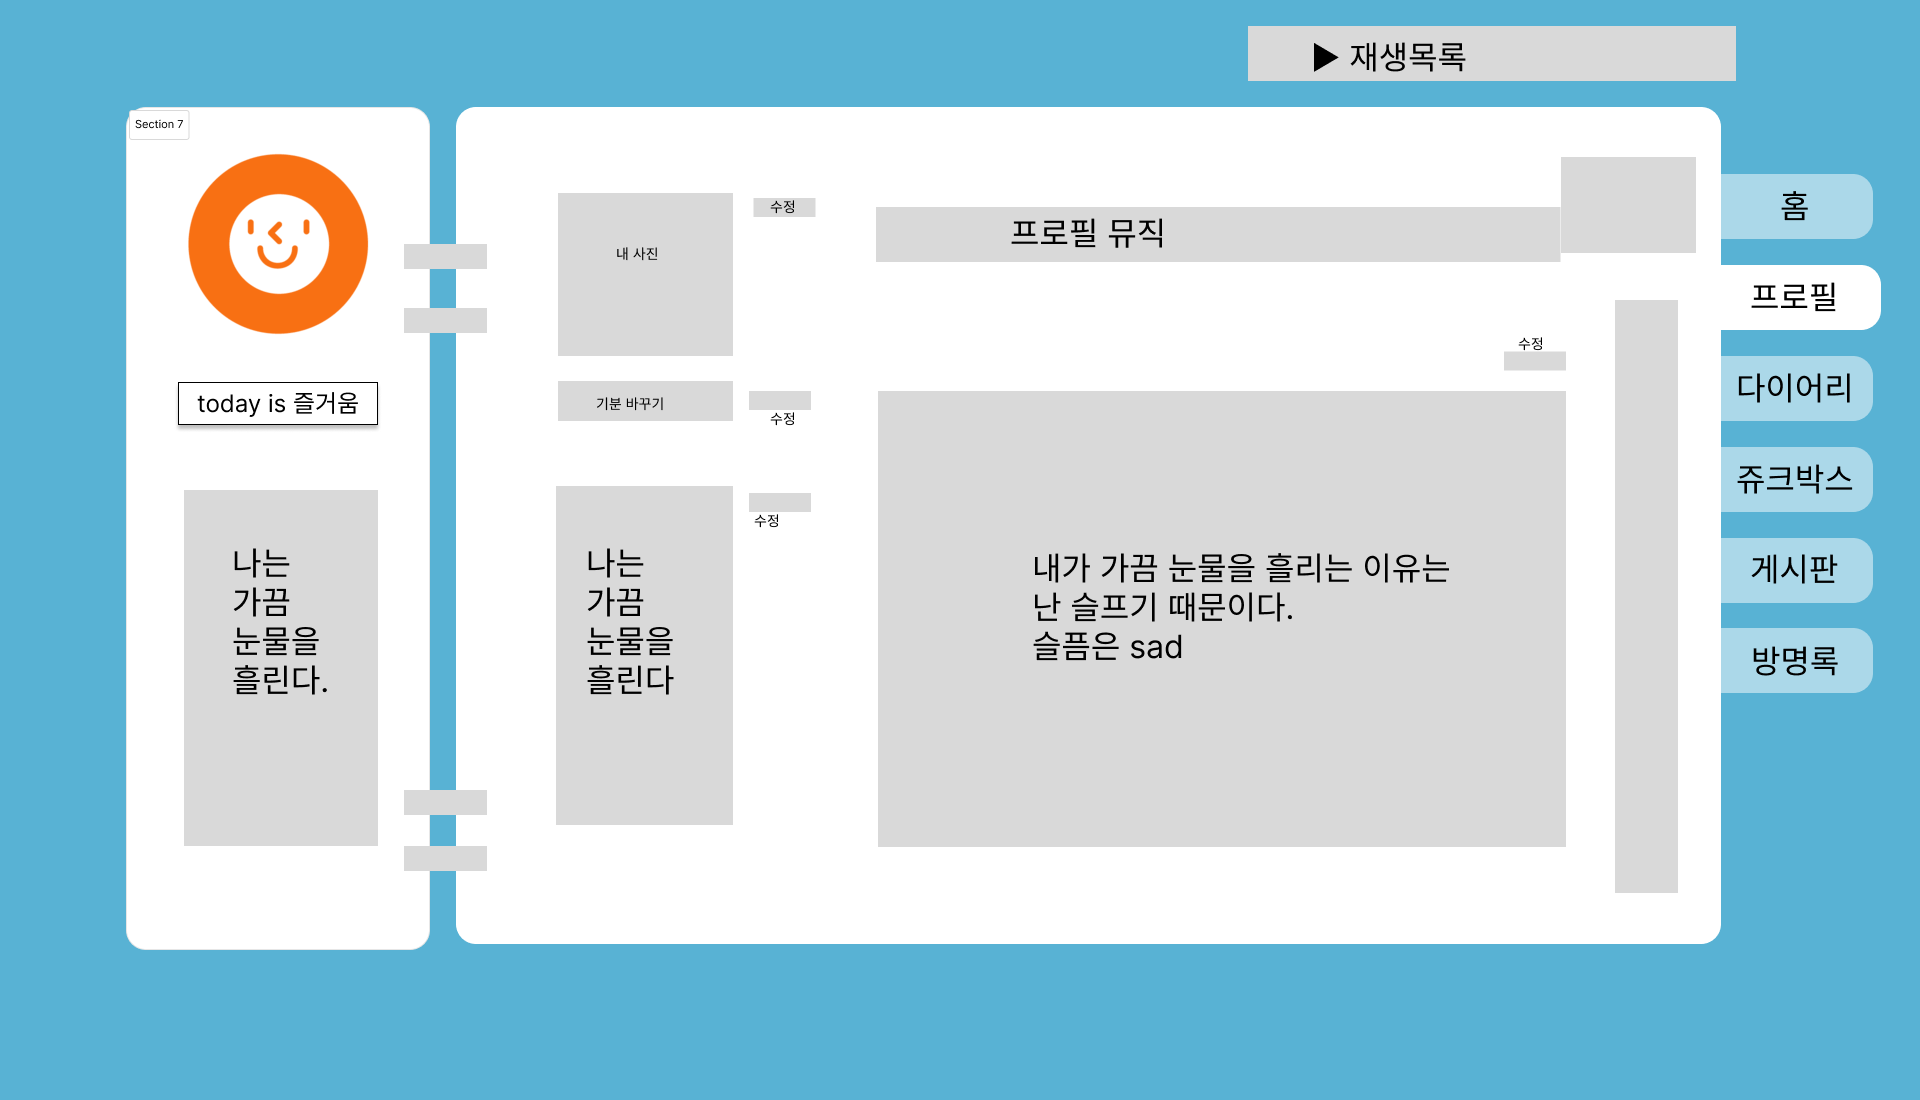 ▶ 재생목록
Section 7
today is 즐거움
나는
가끔
눈물을
흘린다.
내 사진
수정
기분 바꾸기
수정
나는
가끔
눈물을
흘린다
수정
프로필 뮤직
수정
내가 가끔 눈물을 흘리는 이유는
난 슬프기 때문이다.
슬픔은 sad
홈
프로필
다이어리
쥬크박스
게시판
방명록